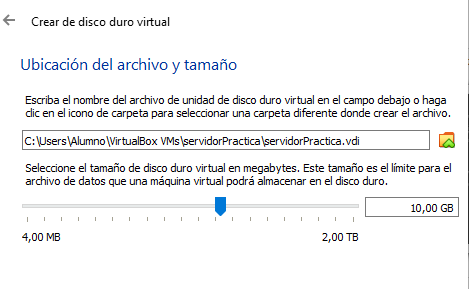 Crear de disco duro virtual
Ubicación del archivo y tamaño
Escriba el nombre del archivo de unidad de disco duro virtual en el campo debajo o haga
clic en el icono de carpeta para seleccionar una carpeta diferente donde crear el archivo.
C:\Users\Alumno\VirtualBox VMs\servidorPractica\servidorPractica.vdi
Seleccione el tamaño de disco duro virtual en megabytes. Este tamaño es el límite para el
archivo de datos que una máquina virtual podrá almacenar en el disco duro.
10,00 GB
4,00 MB 2,00 TB